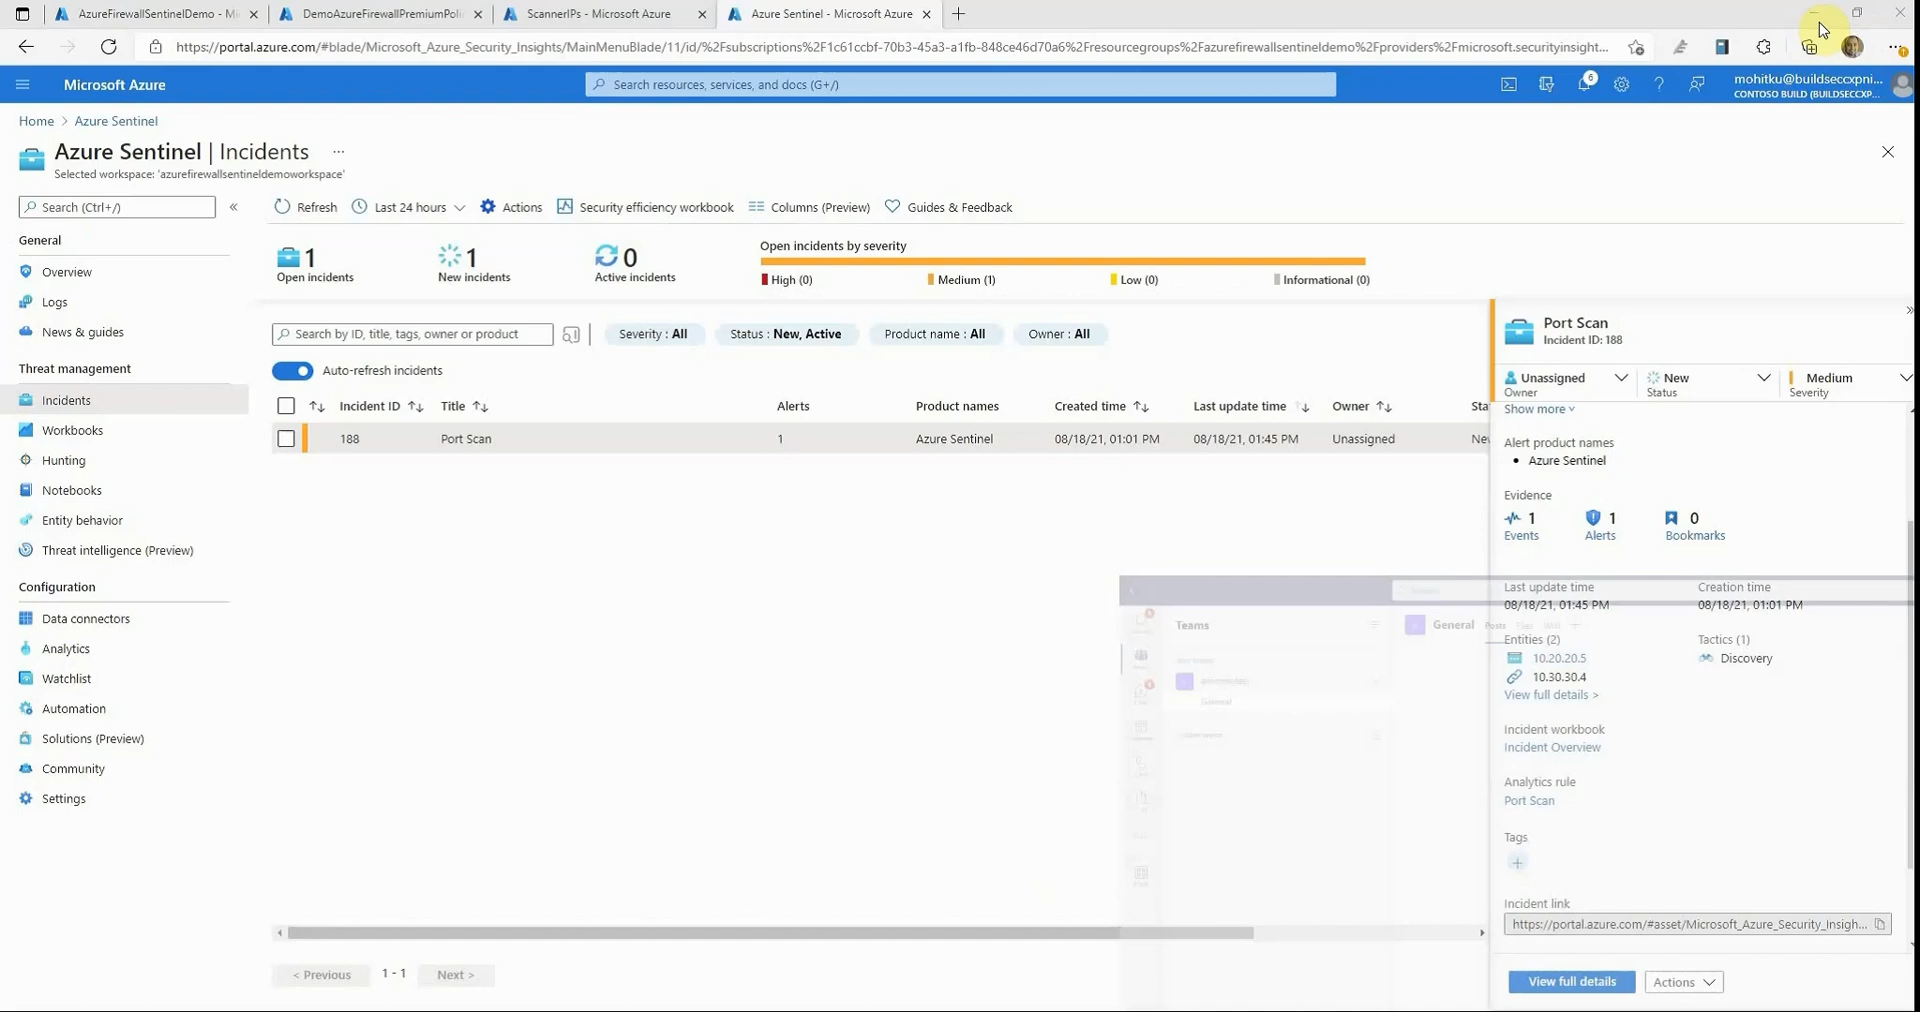 AzureFirewallSentinelDemo - Mi
DemoAzureFirewallPremiumPoli
ScannerIPs - Microsoft Azure
Azure Sentinel - Microsoft Azure
https://portal.azure.com/#blade/Microsoft_Azure_Security_Insights/MainMenuBlade/11/id/%2Fsubscriptions%2F1c61ccbf-70b3-45a3-a1fb-848ce46d70a6%2Fresourcegroups%2Fazurefirewallsentineldemo%2Fproviders%2Fmicrosoft.securityinsight...
Microsoft Azure
Search resources, services, and docs (G+/)
6
mohitku@buildseccxpni...
CONTOSO BUILD (BUILDSECCXP...
Home > Azure Sentinel
Azure Sentinel | Incidents ...
Selected workspace: 'azurefirewallsentineldemoworkspace'
Search (Ctrl+/) «
Refresh
Last 24 hours
Actions
Security efficiency workbook
Columns (Preview)
Guides & Feedback
General
Overview
Logs
News & guides
Threat management
Incidents
Workbooks
Hunting
Notebooks
Entity behavior
Threat intelligence (Preview)
Configuration
Data connectors
Analytics
Watchlist
Automation
Solutions (Preview)
Community
Settings
1
Open incidents
1
New incidents
0
Active incidents
Open incidents by severity
High (0)
Medium (1)
Low (0)
Informational (0)
Search by ID, title, tags, owner or product
Severity : All
Status : New, Active
Product name : All
Owner : All
Auto-refresh incidents
Incident ID Title Alerts Product names Created time Last update time Owner Sta
188 Port Scan 1 Azure Sentinel 08/18/21, 01:01 PM 08/18/21, 01:45 PM Unassigned Ne
< Previous 1 - 1 Next >
Teams
General
General Posts Files
Port Scan
Incident ID: 188
Unassigned
Owner
New
Status
Medium
Severity
Show more
Alert product names
• Azure Sentinel
Evidence
1
Events
1
Alerts
0
Bookmarks
Last update time
08/18/21, 01:45 PM
Creation time
08/18/21, 01:01 PM
Entities (2)
10.20.20.5
10.30.30.4
View full details >
Tactics (1)
Discovery
Incident workbook
Incident Overview
Analytics rule
Port Scan
Tags
+
Incident link
https://portal.azure.com/#asset/Microsoft_Azure_Security_Insigh...
View full details
Actions